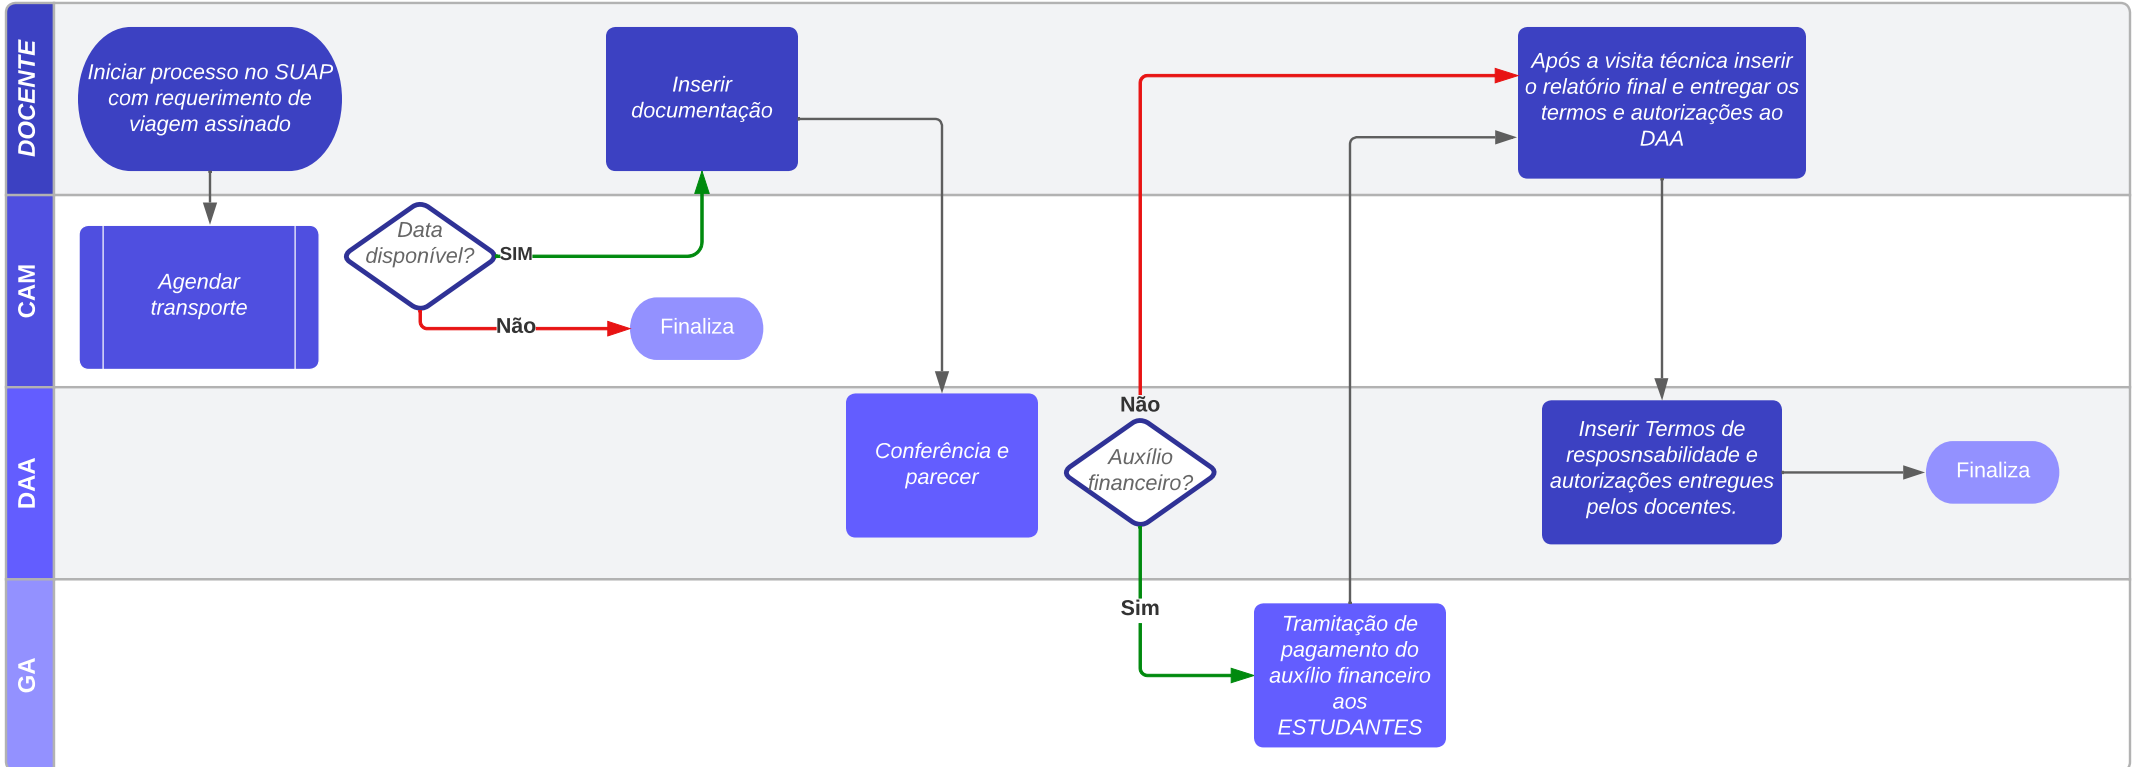 DOCENTE
Iniciar processo no SUAP
com requerimento de
viagem assinado
Inserir
documentação
Após a visita técnica inserir
o relatório final e entregar os
termos e autorizações ao
DAA
CAM
Agendar
transporte
Data
disponível?
SIM
Não
Finaliza
DAA
Conferência e
parecer
Não
Auxílio
financeiro?
Inserir Termos de
resposnsabilidade e
autorizações entregues
pelos docentes.
Finaliza
GA
Sim
Tramitação de
pagamento do
auxílio financeiro
aos
ESTUDANTES